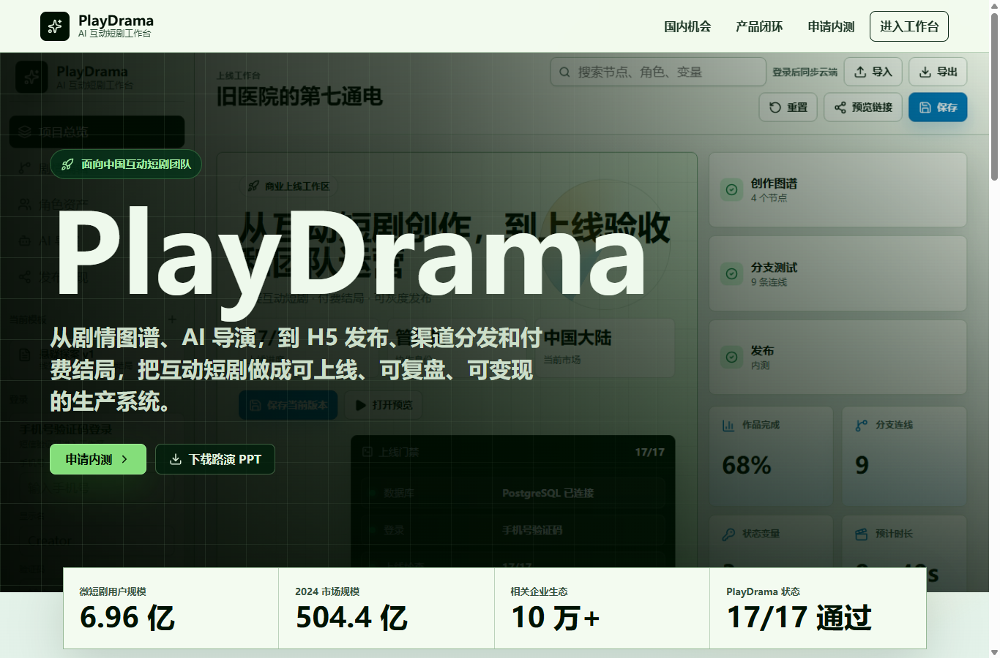 PlayDrama
AI 互动短剧工作台
国内机会
产品闭环
申请内测
进入工作台
PlayDrama
AI 互动短剧工作台
上线工作台
旧医院的第七通电
搜索节点、角色、变量
登录后同步云端
导入
导出
重置
预览链接
保存
项目总览
面向中国互动短剧团队
角色资产
商业上线工作区
从互动短剧创作，到上线验收
和团队运营
互动短剧 · 付费结局 · 可灰度发布
PlayDrama
从剧情图谱、AI 导演，到 H5 发布、渠道分发和付
费结局，把互动短剧做成可上线、可复盘、可变现
的生产系统。
中国大陆
当前市场
保存当前版本
打开预览
手机号验证码登录
申请内测
下载路演 PPT
Creator
上线门禁
17/17
数据库
PostgreSQL 已连接
登录
手机号验证码
17/17
创作图谱
4 个节点
分支测试
9 条连线
发布
内测
作品完成
68%
分支连线
9
状态变量
预计时长
微短剧用户规模
6.96 亿
2024 市场规模
504.4 亿
相关企业生态
10 万+
PlayDrama 状态
17/17 通过